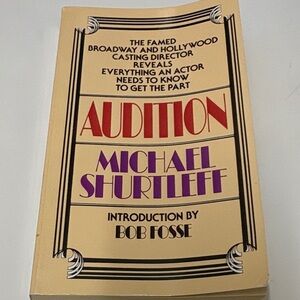 THE FAMED
BROADWAY AND HOLLYWOOD
CASTING DIRECTOR
REVEALS
EVERYTHING AN ACTOR
NEEDS TO KNOW
TO GET THE PART
AUDITION
MICHAEL
SHURTLEFF
INTRODUCTION BY
BOB FOSSE